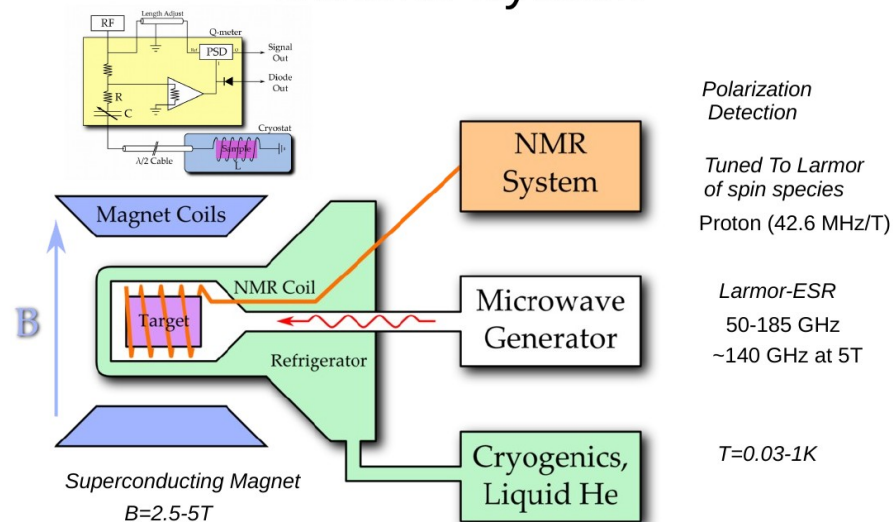 RF
Length Adjust
Q-meter
PSD
Signal
Out
Diode
Out
R
C
Cryostat
Sample
L
λ/2 Cable
Polarization
Detection
NMR
System
Tuned To Larmor
of spin species
Proton (42.6 MHz/T)
Magnet Coils
B
NMR Coil
Target
Refrigerator
Microwave
Generator
Larmor-ESR
50-185 GHz
~140 GHz at 5T
Cryogenics,
Liquid He
T=0.03-1K
Superconducting Magnet
B=2.5-5T